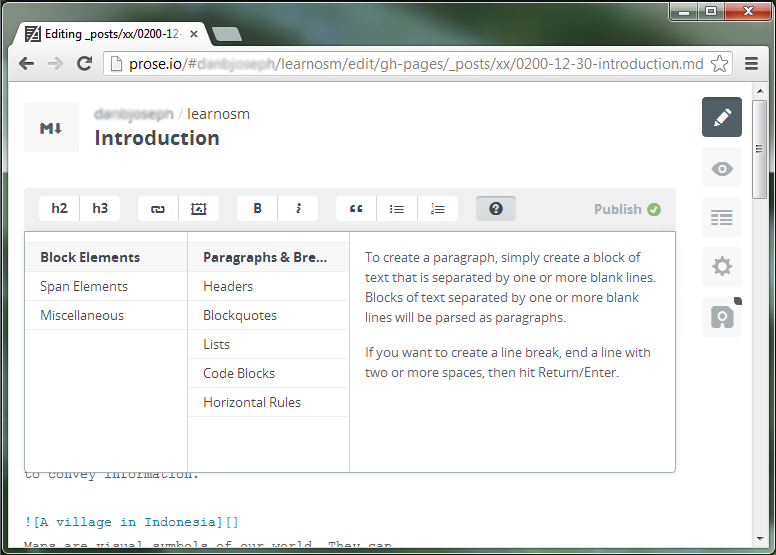 Editing _posts/xx/0200-12-
prose.io/#danbjoseph/learnosm/edit/gh-pages/_posts/xx/0200-12-30-introduction.md
M
danbjoseph / learnosm
Introduction
h2 h3 B i “ ? Publish
Block Elements
Span Elements
Miscellaneous
Paragraphs & Bre...
Headers
Blockquotes
Lists
Code Blocks
Horizontal Rules
To create a paragraph, simply create a block of
text that is separated by one or more blank lines.
Blocks of text separated by one or more blank
lines will be parsed as paragraphs.
If you want to create a line break, end a line with
two or more spaces, then hit Return/Enter.
to convey information.
![A village in Indonesia][]
Maps are visual symbols of our world. They can